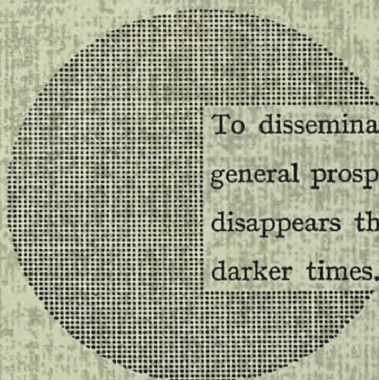 To dissemina
general prosp
disappears th
darker times.